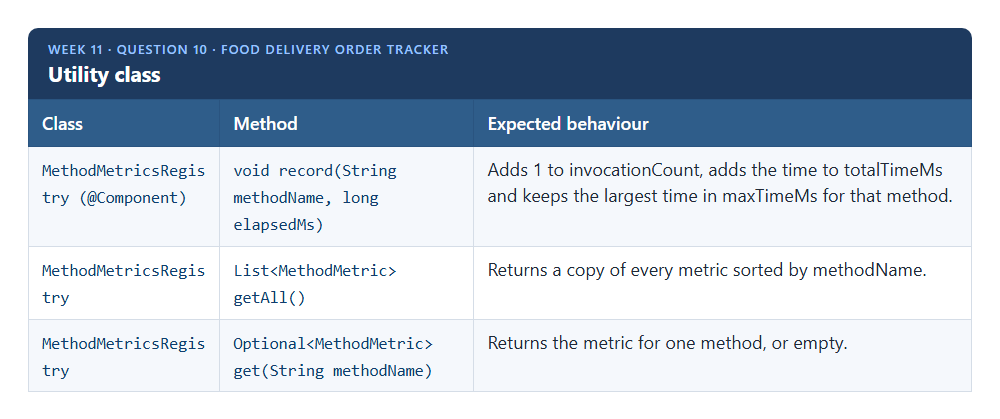 WEEK 11 · QUESTION 10 · FOOD DELIVERY ORDER TRACKER
Utility class
Class
Method
Expected behaviour
MethodMetricsRegis
try (@Component)
void record(String
methodName, long
elapsedMs)
Adds 1 to invocationCount, adds the time to totalTimeMs
and keeps the largest time in maxTimeMs for that method.
MethodMetricsRegis
try
List<MethodMetric>
getAll()
Returns a copy of every metric sorted by methodName.
MethodMetricsRegis
try
Optional<MethodMetric>
get(String methodName)
Returns the metric for one method, or empty.